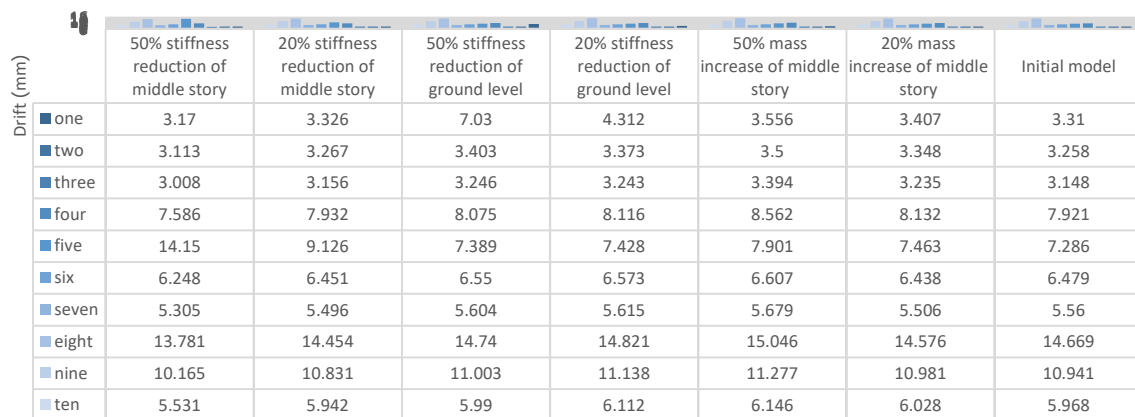 Drift (mm)
50% stiffness reduction of middle story 20% stiffness reduction of middle story 50% stiffness reduction of ground level 20% stiffness reduction of ground level 50% mass increase of middle story 20% mass increase of middle story Initial model
one 3.17 3.326 7.03 4.312 3.556 3.407 3.31
two 3.113 3.267 3.403 3.373 3.5 3.348 3.258
three 3.008 3.156 3.246 3.243 3.394 3.235 3.148
four 7.586 7.932 8.075 8.116 8.562 8.132 7.921
five 14.15 9.126 7.389 7.428 7.901 7.463 7.286
six 6.248 6.451 6.55 6.573 6.607 6.438 6.479
seven 5.305 5.496 5.604 5.615 5.679 5.506 5.56
eight 13.781 14.454 14.74 14.821 15.046 14.576 14.669
nine 10.165 10.831 11.003 11.138 11.277 10.981 10.941
ten 5.531 5.942 5.99 6.112 6.146 6.028 5.968